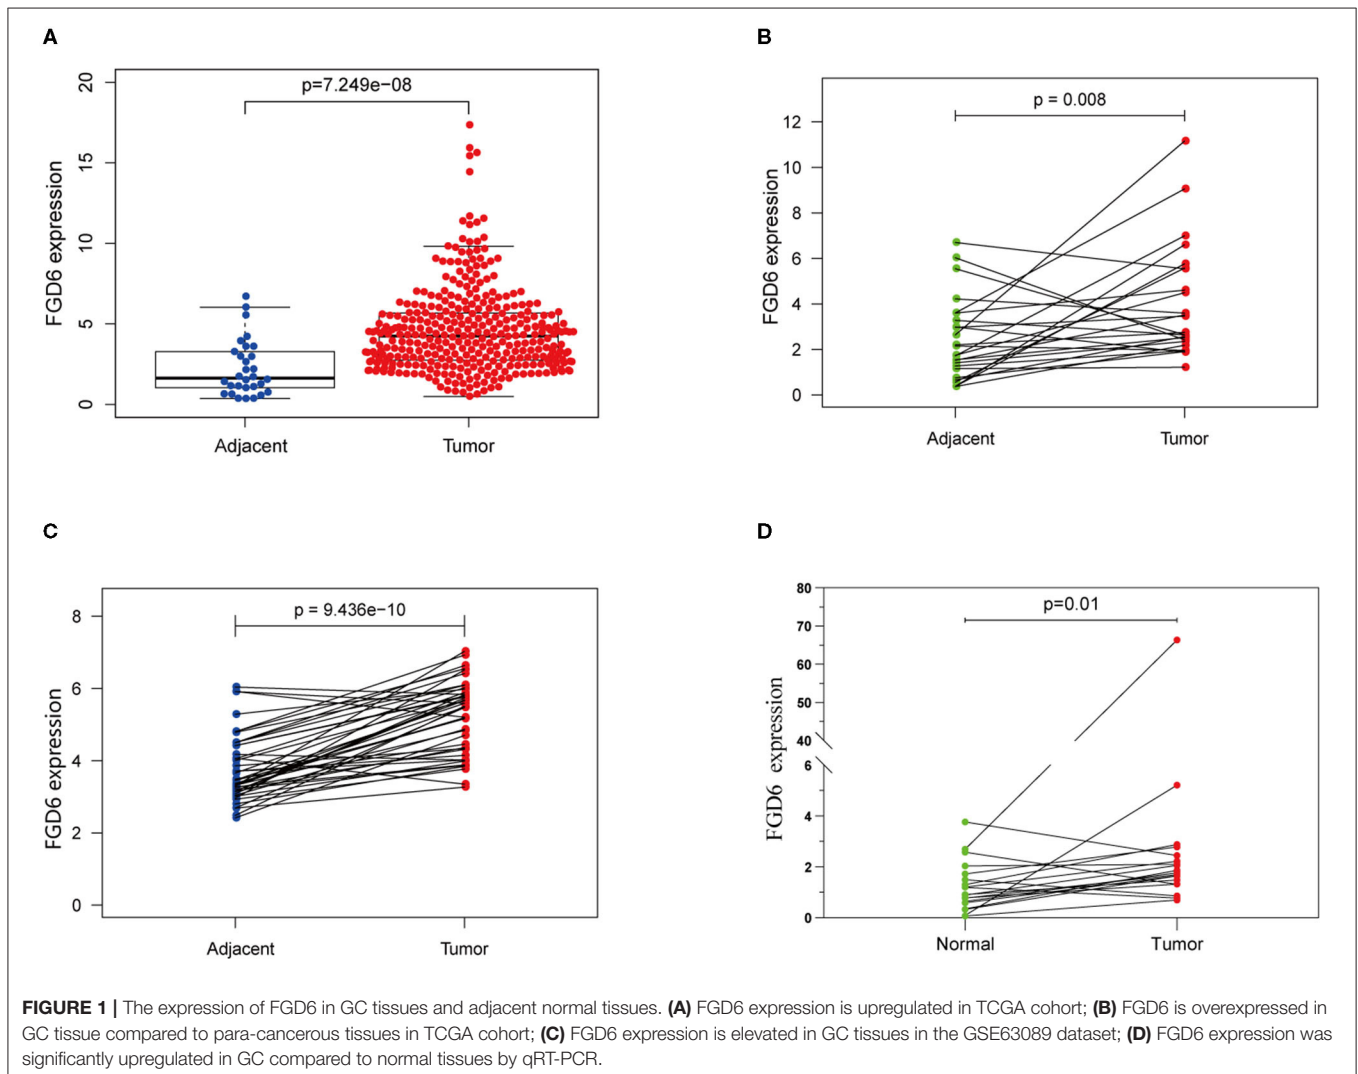 A
p=7.249e−08
FGD6 expression
20
15
10
5
0
Adjacent
Tumor
B
p = 0.008
FGD6 expression
12
10
8
6
4
2
0
Adjacent
Tumor
C
p = 9.436e−10
FGD6 expression
8
6
4
2
0
Adjacent
Tumor
D
p=0.01
FGD6 expression
80
70
60
50
40
6
4
2
0
Normal
Tumor
FIGURE 1 | The expression of FGD6 in GC tissues and adjacent normal tissues. (A) FGD6 expression is upregulated in TCGA cohort; (B) FGD6 is overexpressed in
GC tissue compared to para-cancerous tissues in TCGA cohort; (C) FGD6 expression is elevated in GC tissues in the GSE63089 dataset; (D) FGD6 expression was
significantly upregulated in GC compared to normal tissues by qRT-PCR.